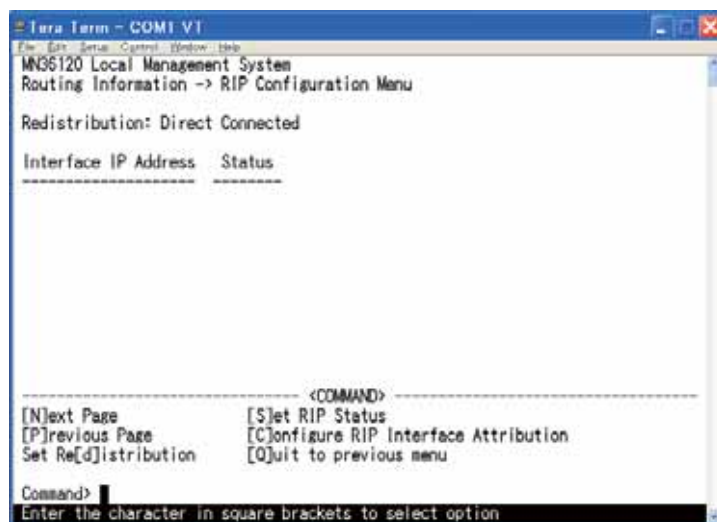 Tera Term - COM1 VT
File Edit Setup Control Window Help
MN36120 Local Management System
Routing Information -> RIP Configuration Menu
Redistribution: Direct Connected
Interface IP Address Status
-------------------- --------
-------------------------------- <COMMAND> -----------------------------------
[N]ext Page [S]et RIP Status
[P]revious Page [C]onfigure RIP Interface Attribution
Set Re[d]istribution [Q]uit to previous menu
Command>
Enter the character in square brackets to select option